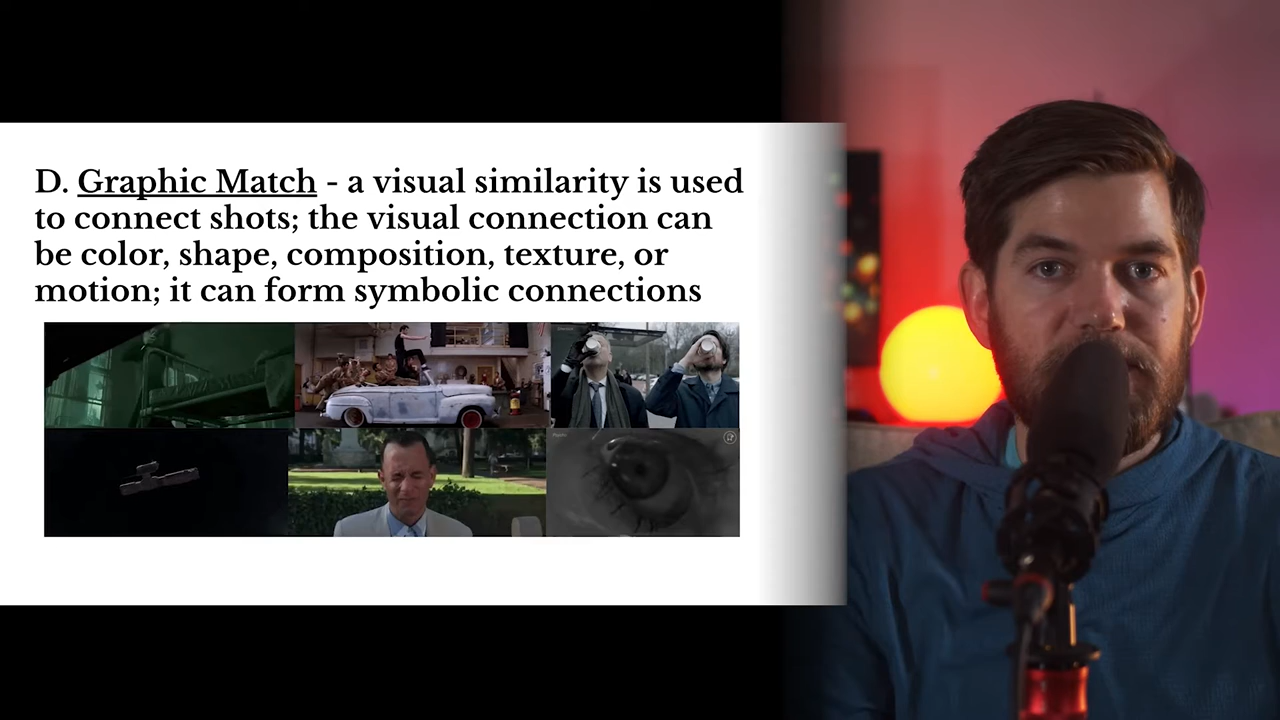 D. Graphic Match - a visual similarity is used
to connect shots; the visual connection can
be color, shape, composition, texture, or
motion; it can form symbolic connections